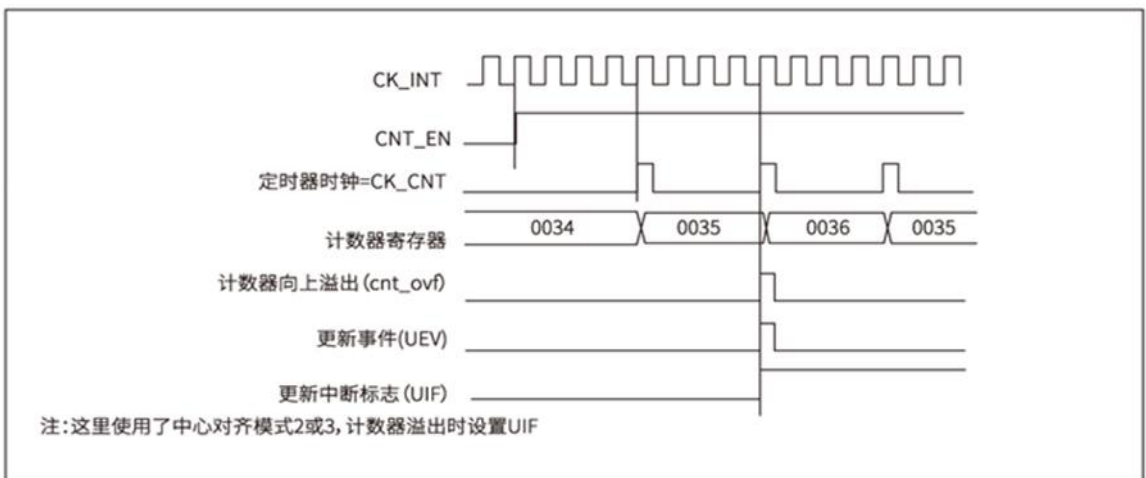 CK_INT
CNT_EN
定时器时钟=CK_CNT
计数器寄存器 0034 0035 0036 0035
计数器向上溢出(cnt_ovf)
更新事件(UEV)
更新中断标志(UIF)
注:这里使用了中心对齐模式2或3,计数器溢出时设置UIF